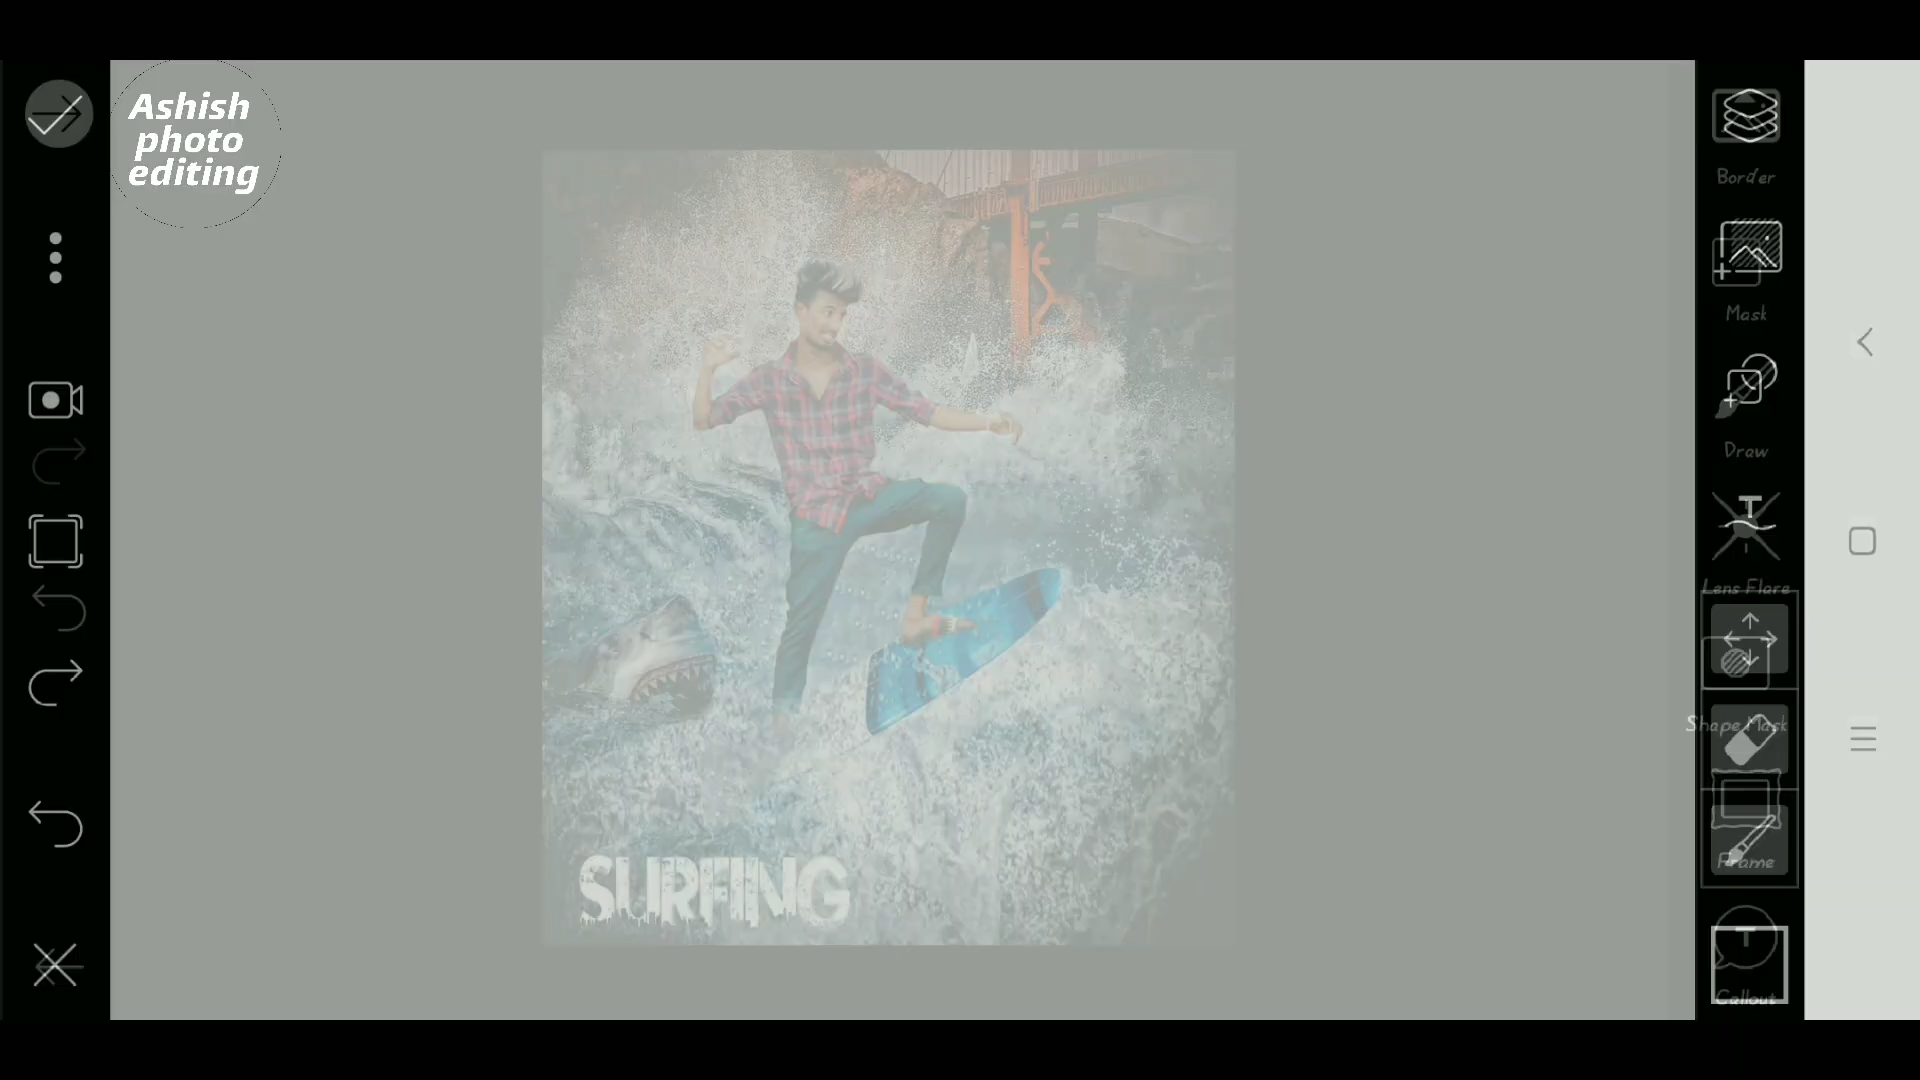 Ashish
photo
editing
Border
Mask
Draw
Lens Flare
Shape Mask
Frame
Callout
SURFING